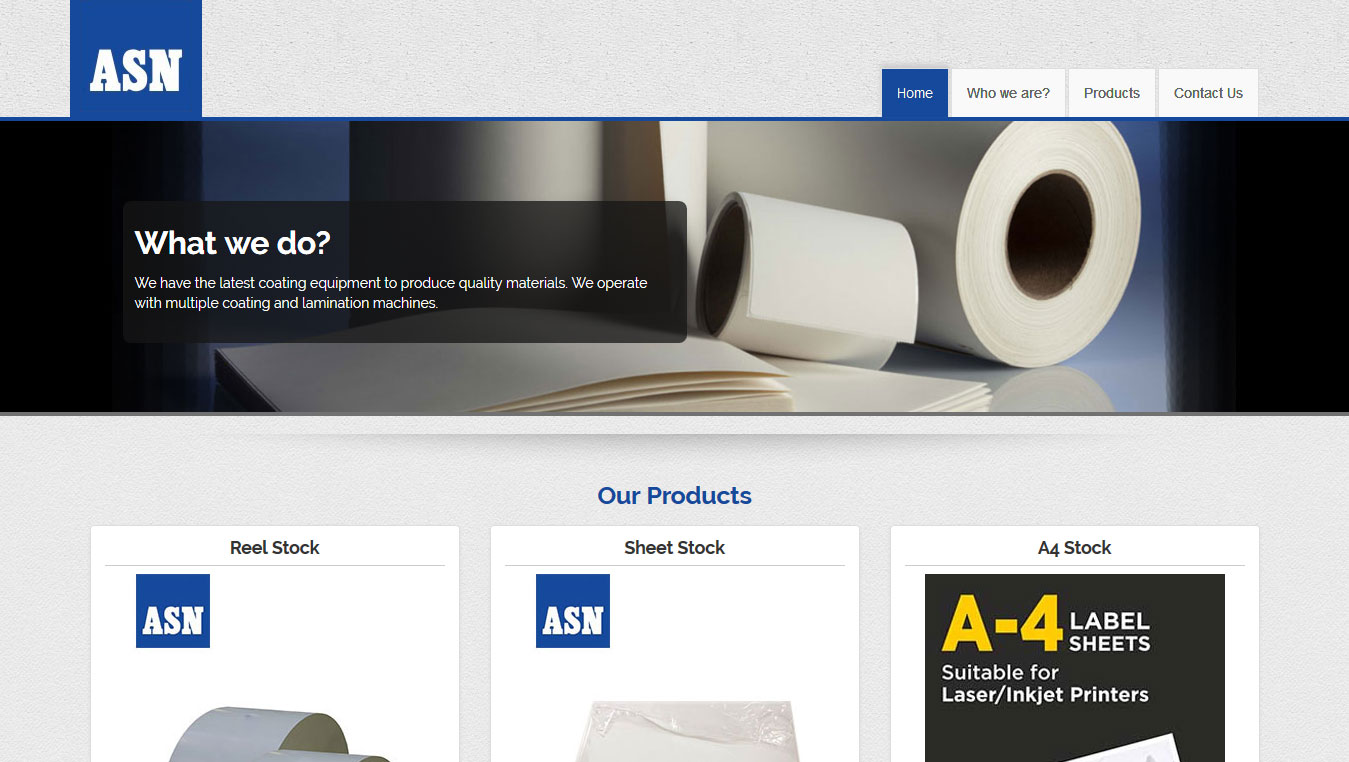 ASN
Home
Who we are?
Products
Contact Us
What we do?
We have the latest coating equipment to produce quality materials. We operate
with multiple coating and lamination machines.
Our Products
Reel Stock
ASN
Sheet Stock
ASN
A4 Stock
A-4 LABEL
SHEETS
Suitable for
Laser/Inkjet Printers